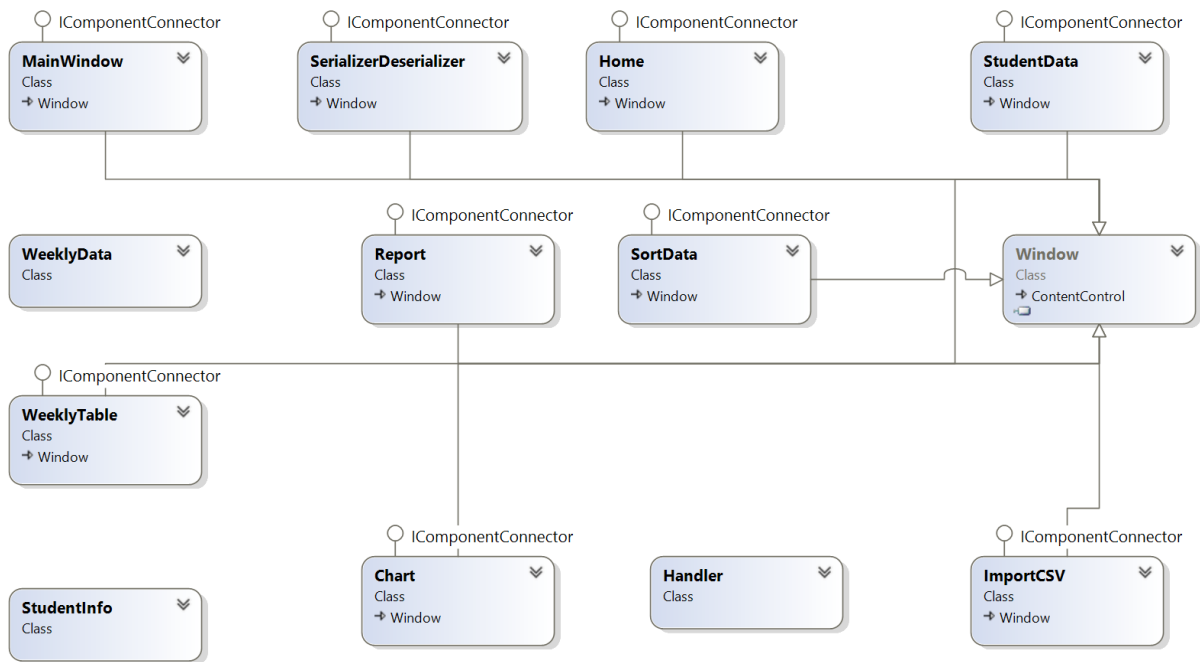 IComponentConnector
MainWindow
Class
Window
IComponentConnector
SerializerDeserializer
Class
Window
IComponentConnector
Home
Class
Window
IComponentConnector
StudentData
Class
Window
WeeklyData
Class
IComponentConnector
Report
Class
Window
IComponentConnector
SortData
Class
Window
Window
Class
ContentControl
IComponentConnector
WeeklyTable
Class
Window
StudentInfo
Class
IComponentConnector
Chart
Class
Window
Handler
Class
IComponentConnector
ImportCSV
Class
Window